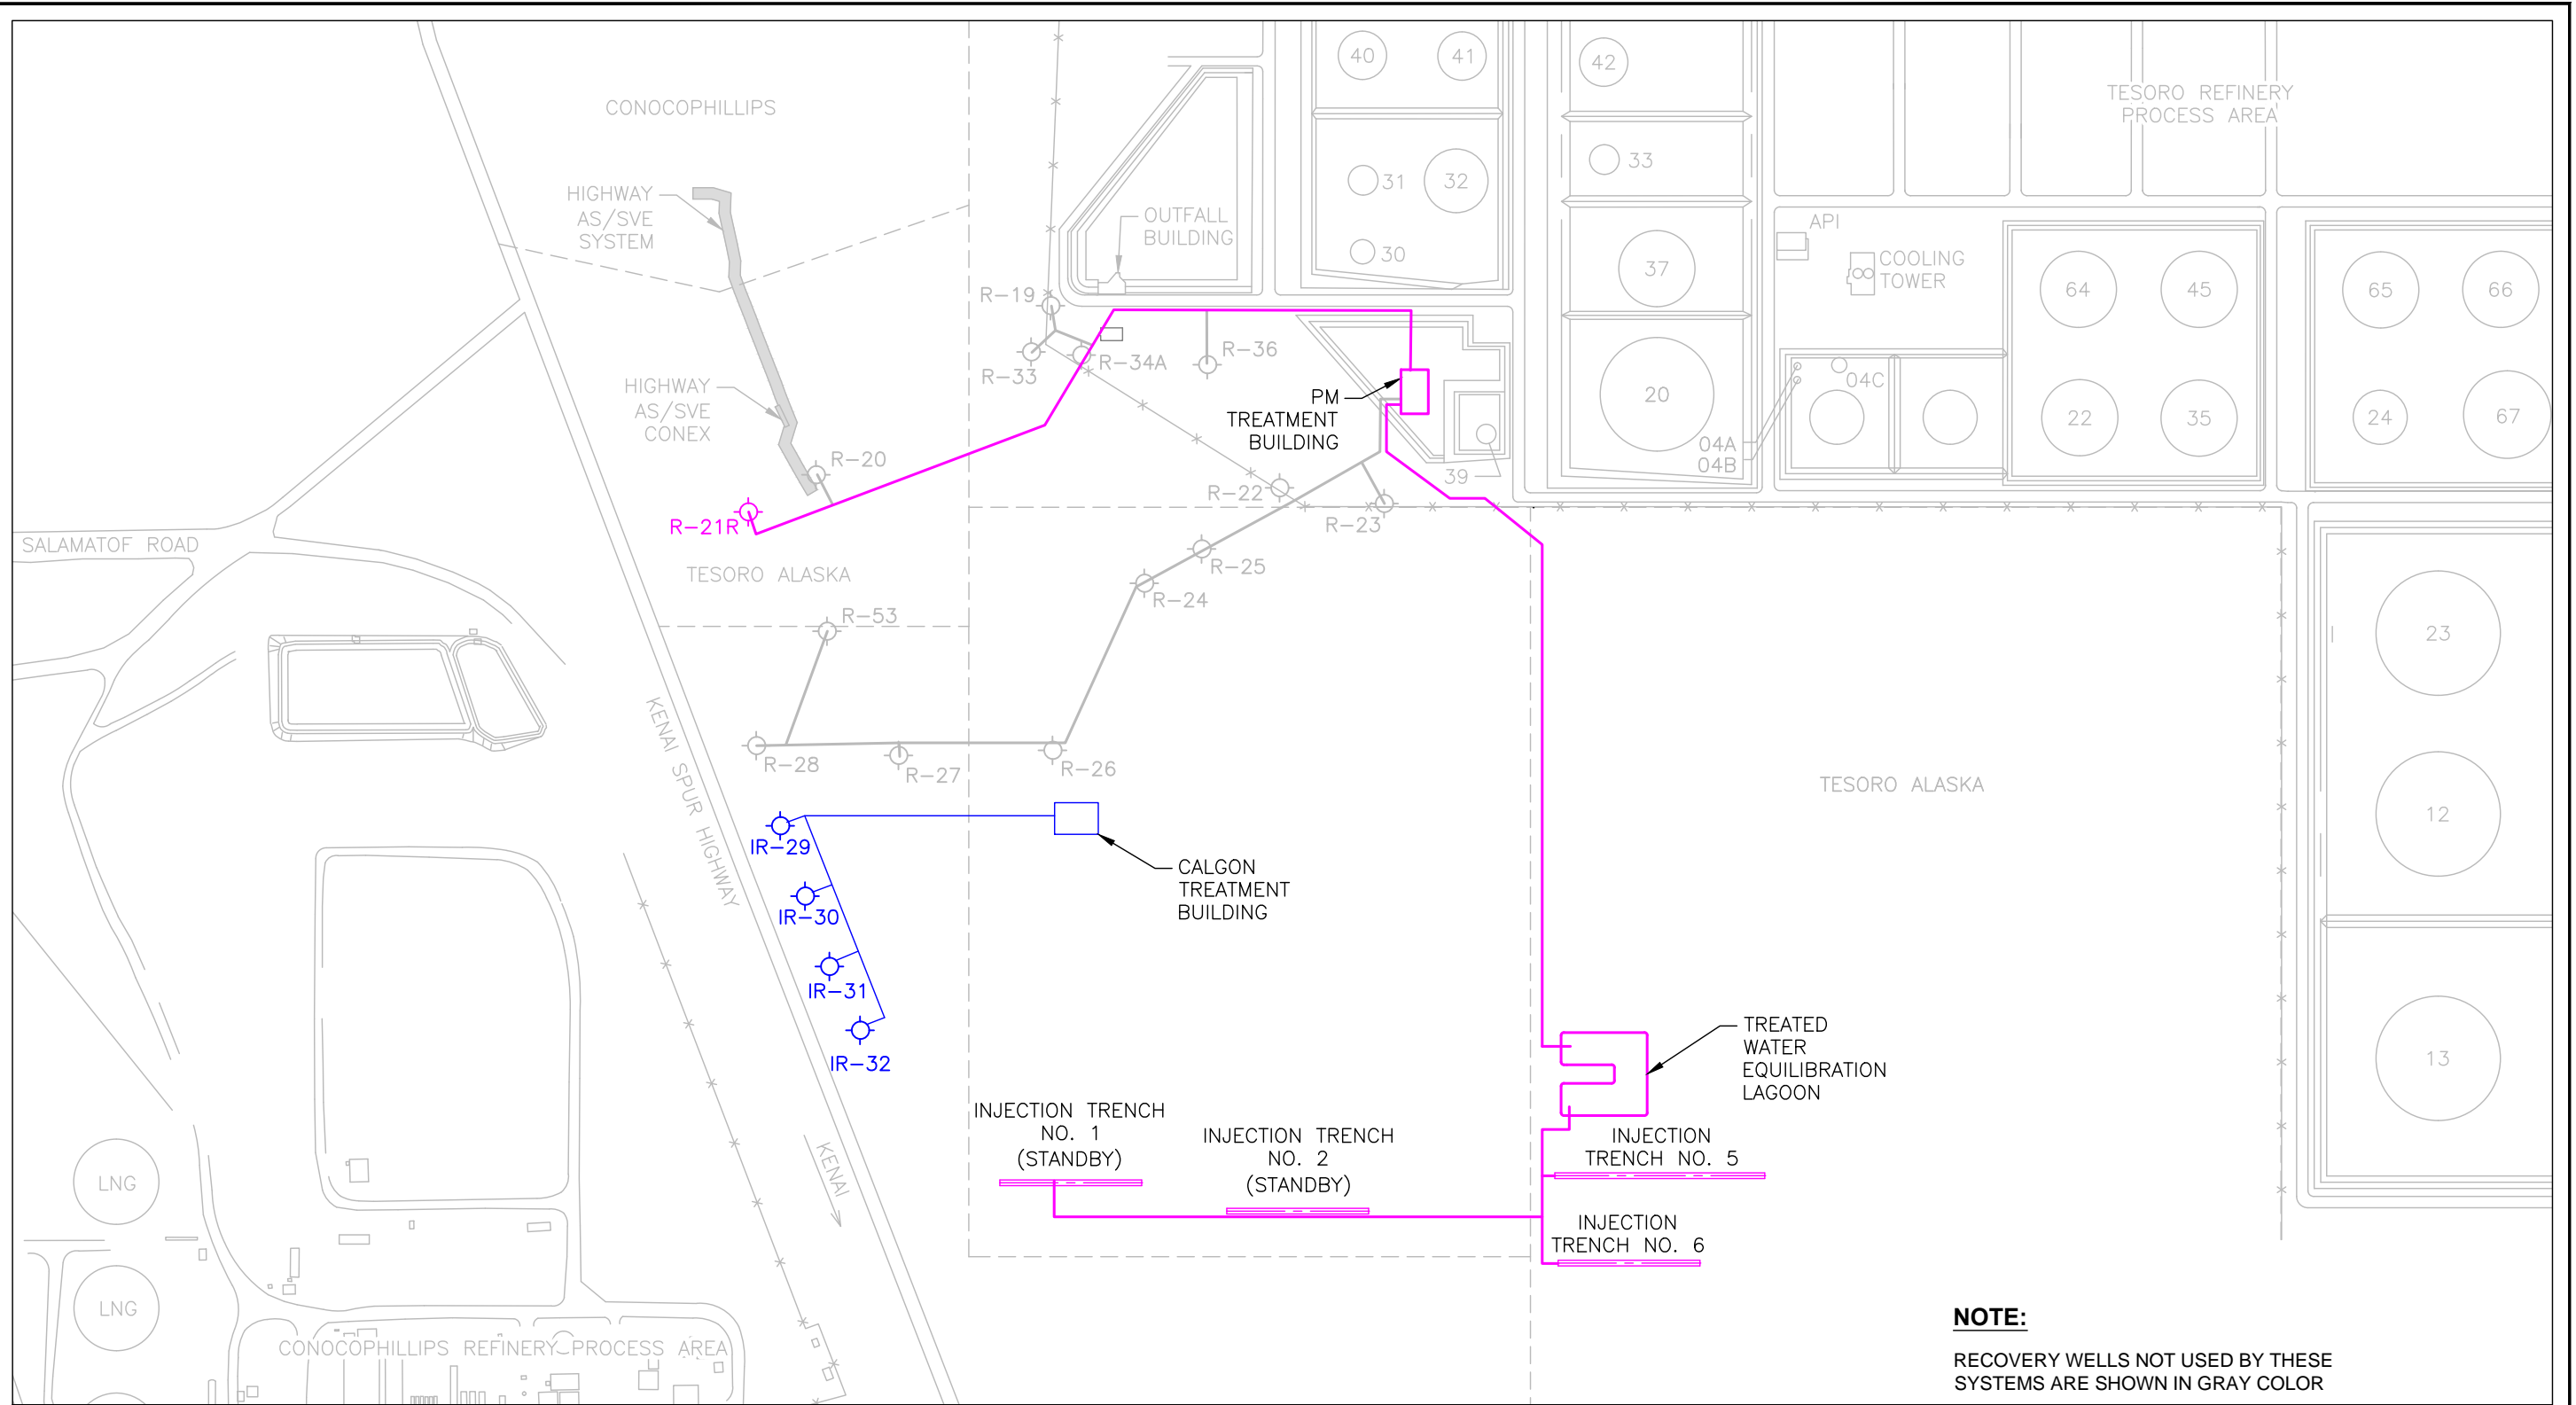 CONOCOPHILLIPS
HIGHWAY
AS/SVE
SYSTEM
HIGHWAY
AS/SVE
CONEX
OUTFALL
BUILDING
40
41
42
31
32
30
33
37
20
TESORO REFINERY
PROCESS AREA
API
COOLING
TOWER
64
45
65
66
04C
22
35
24
67
04A
04B
39
R-19
R-33
R-34A
R-36
PM
TREATMENT
BUILDING
R-20
R-21R
R-22
R-23
R-25
R-24
SALAMATOF ROAD
TESORO ALASKA
R-53
R-28
R-27
R-26
KENAI SPUR HIGHWAY
IR-29
IR-30
IR-31
IR-32
CALGON
TREATMENT
BUILDING
TESORO ALASKA
23
12
13
TREATED
WATER
EQUILIBRATION
LAGOON
INJECTION TRENCH
NO. 1
(STANDBY)
INJECTION TRENCH
NO. 2
(STANDBY)
INJECTION
TRENCH NO. 5
INJECTION
TRENCH NO. 6
KENAI
LNG
LNG
CONOCOPHILLIPS REFINERY PROCESS AREA
NOTE:
RECOVERY WELLS NOT USED BY THESE
SYSTEMS ARE SHOWN IN GRAY COLOR